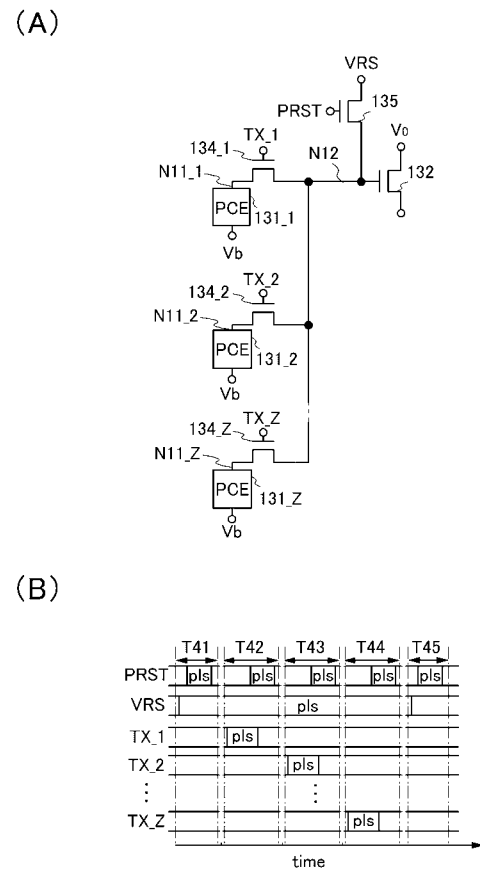 (A)
VRS
PRST
135
V0
TX_1
134_1
N12
N11_1
132
PCE
131_1
Vb
TX_2
134_2
N11_2
PCE
131_2
Vb
TX_Z
134_Z
N11_Z
PCE
131_Z
Vb
(B)
T41 T42 T43 T44 T45
PRST pls pls pls pls pls
VRS pls
TX_1 pls
TX_2 pls
⋮ ⋮
TX_Z pls
time